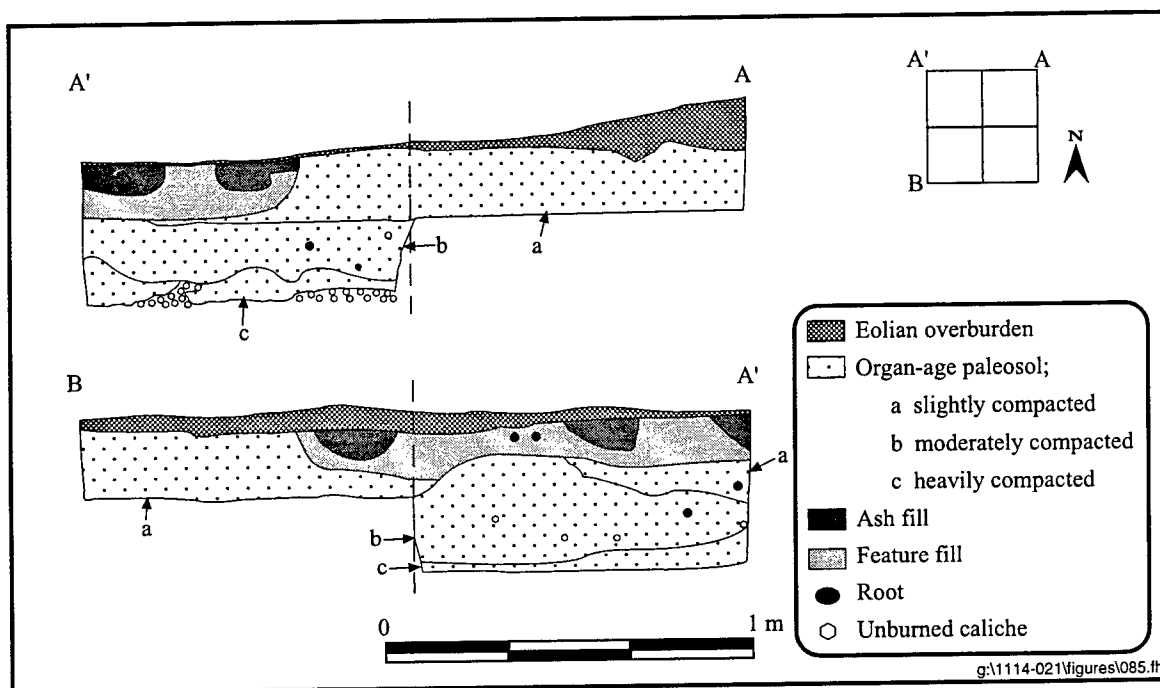 A' A
A' A
B
N
b
a
c
B A'
a
a
b
c
Eolian overburden
Organ-age paleosol;
a slightly compacted
b moderately compacted
c heavily compacted
Ash fill
Feature fill
Root
Unburned caliche
0 1 m
g:\1114-021\figures\085.fh